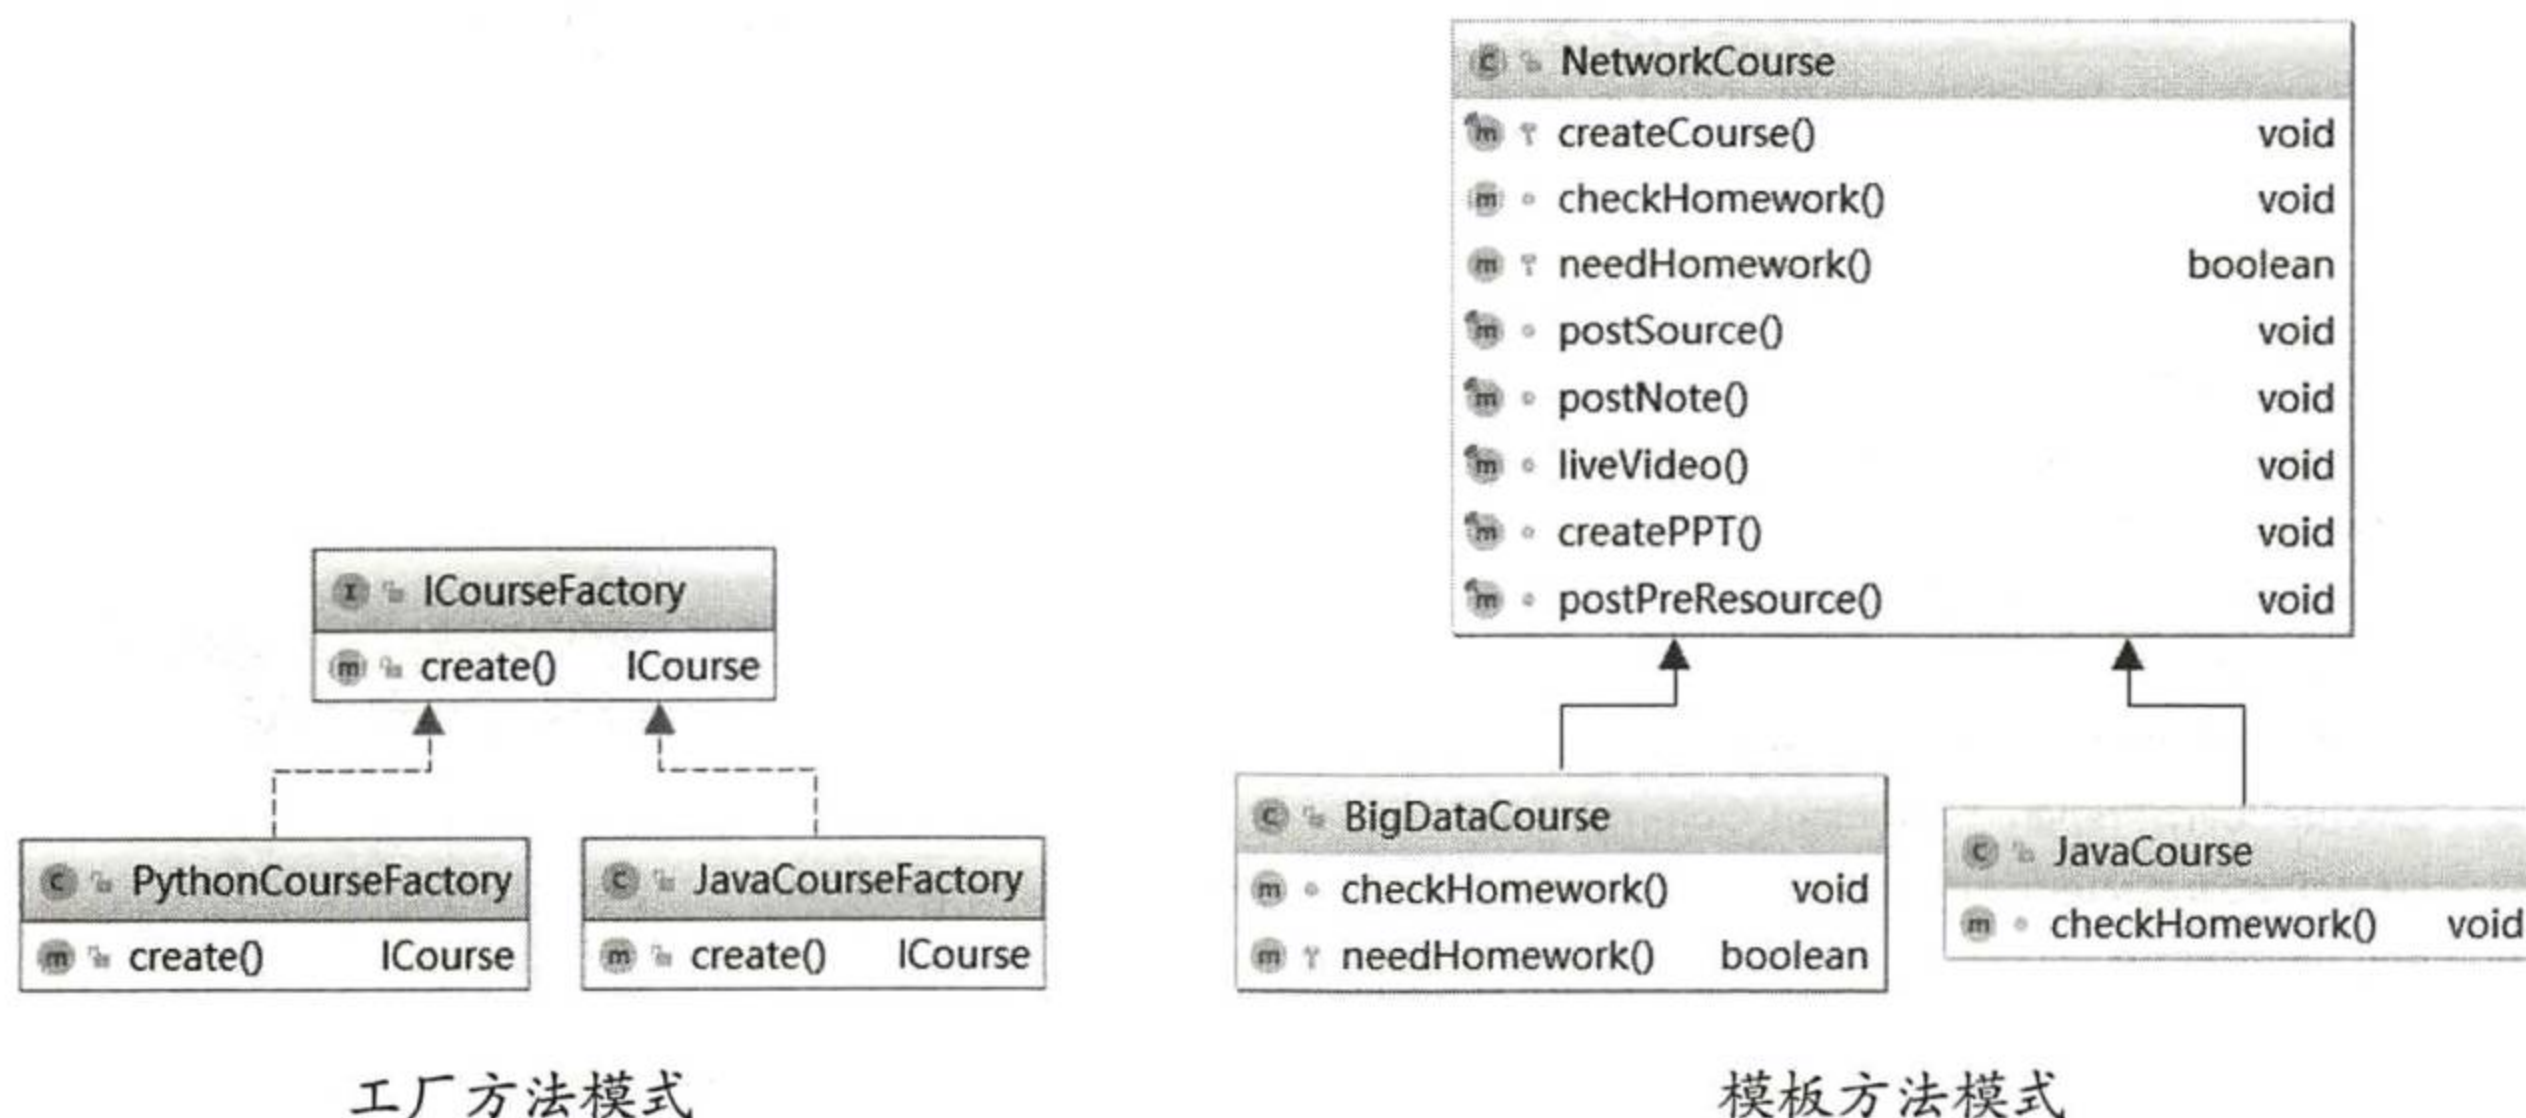 NetworkCourse
createCourse() void
checkHomework() void
needHomework() boolean
postSource() void
postNote() void
liveVideo() void
createPPT() void
postPreResource() void
ICourseFactory
create() ICourse
PythonCourseFactory
create() ICourse
JavaCourseFactory
create() ICourse
BigDataCourse
checkHomework() void
needHomework() boolean
JavaCourse
checkHomework() void
工厂方法模式
模板方法模式